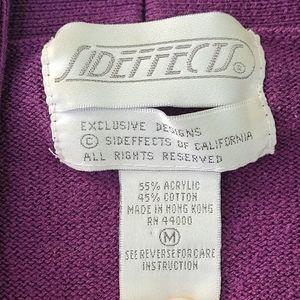 SIDEFFECTS ®
EXCLUSIVE DESIGNS
© SIDEFFECTS OF CALIFORNIA
ALL RIGHTS RESERVED
55% ACRYLIC
45% COTTON
MADE IN HONG KONG
RN 44000
M
SEE REVERSE FOR CARE
INSTRUCTION